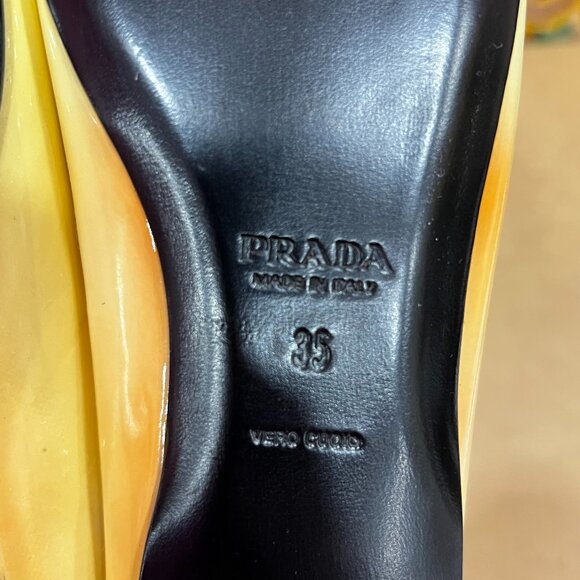 PRADA
MADE IN ITALY
35
VERO CUOIO